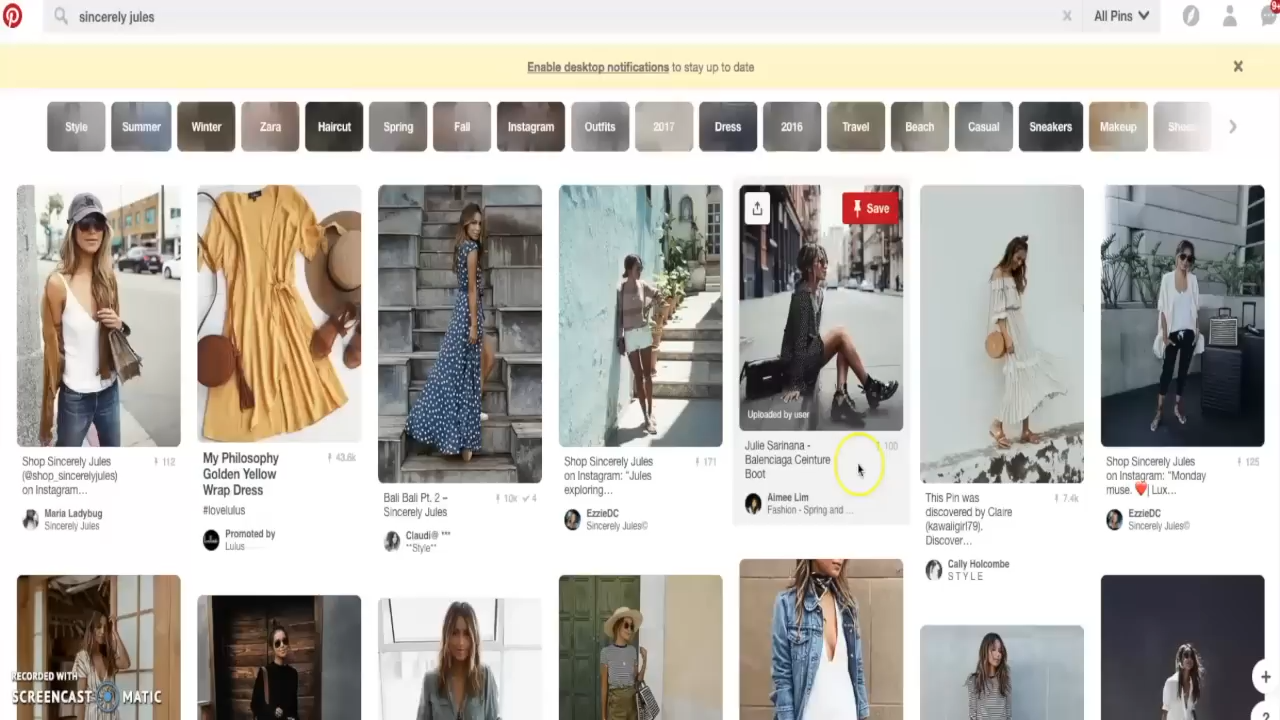 sincerely jules
All Pins
9+
Enable desktop notifications to stay up to date
Style
Summer
Winter
Zara
Haircut
Spring
Fall
Instagram
Outfits
2017
Dress
2016
Travel
Beach
Casual
Sneakers
Makeup
Shoes
Save
Uploaded by user
Shop Sincerely Jules
(@shop_sincerelyjules)
on Instagram…
112
Maria Ladybug
Sincerely Jules
My Philosophy
Golden Yellow
Wrap Dress
43.6k
#lovelulus
Promoted by
Lulus
Bali Bali Pt. 2 –
Sincerely Jules
10k 4
Claudi@ ***
**Style**
Shop Sincerely Jules
on Instagram: "Jules
exploring…
171
EzzieDC
Sincerely Jules©
Julie Sarinana -
Balenciaga Ceinture
Boot
100
Aimee Lim
Fashion - Spring and ...
This Pin was
discovered by Claire
(kawaiigirl79).
Discover…
7.4k
Cally Holcombe
S T Y L E
Shop Sincerely Jules
on Instagram: "Monday
muse. ❤️| Lux…
125
EzzieDC
Sincerely Jules©
RECORDED WITH
SCREENCAST MATIC